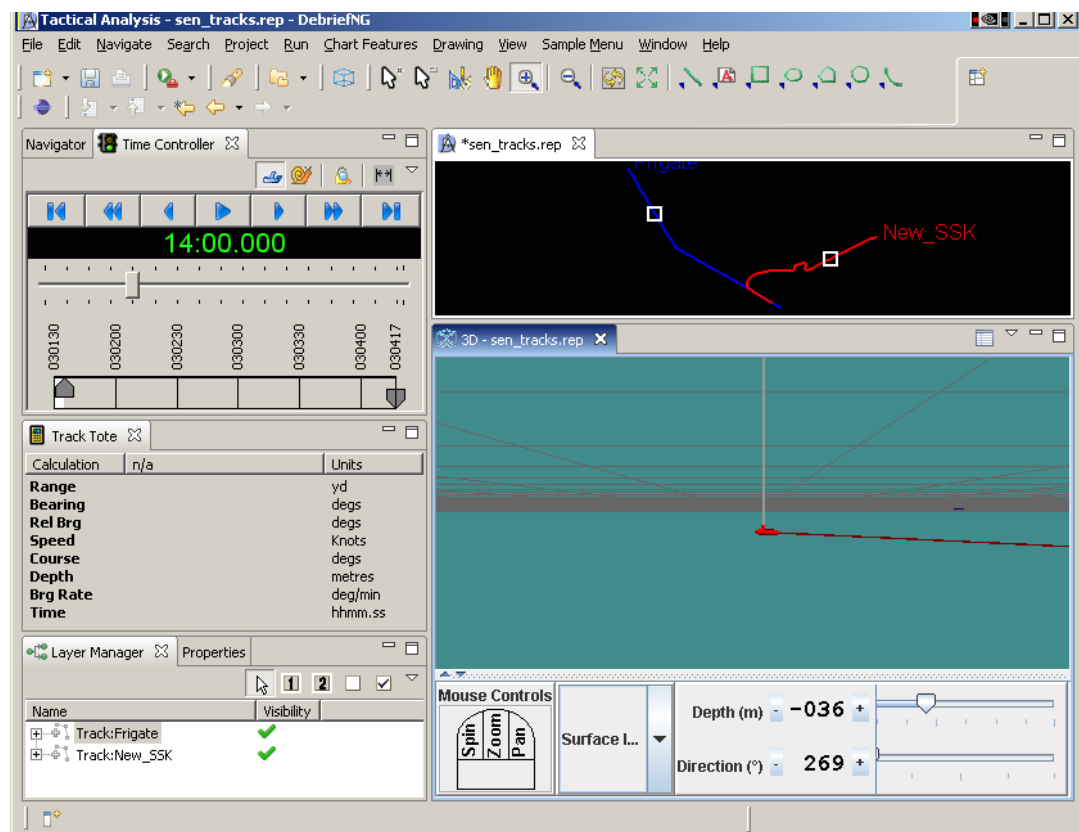 Tactical Analysis - sen_tracks.rep - DebriefNG
File Edit Navigate Search Project Run Chart Features Drawing View Sample Menu Window Help
Navigator Time Controller
14:00.000
030130 030200 030230 030300 030330 030400 030417
Track Tote
Calculation n/a Units
Range yd
Bearing degs
Rel Brg degs
Speed Knots
Course degs
Depth metres
Brg Rate deg/min
Time hhmm.ss
Layer Manager Properties
1 2
Name Visibility
Track:Frigate
Track:New_SSK
*sen_tracks.rep
Frigate
New_SSK
3D - sen_tracks.rep
Mouse Controls
Spin Zoom Pan
Surface I...
Depth (m) - -036 +
Direction (°) - 269 +